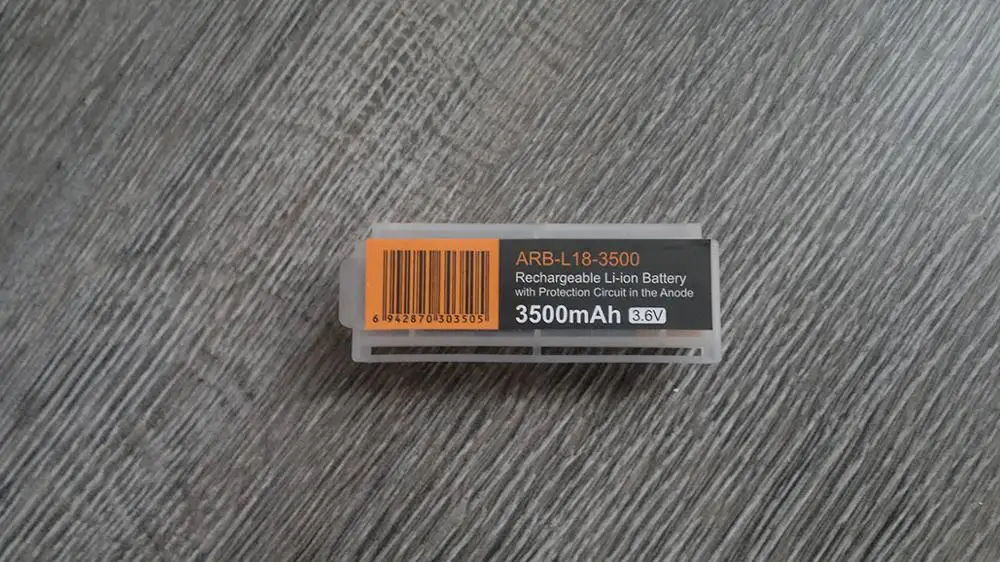 ARB-L18-3500
Rechargeable Li-ion Battery
with Protection Circuit in the Anode
3500mAh 3.6V
6 942870 303505